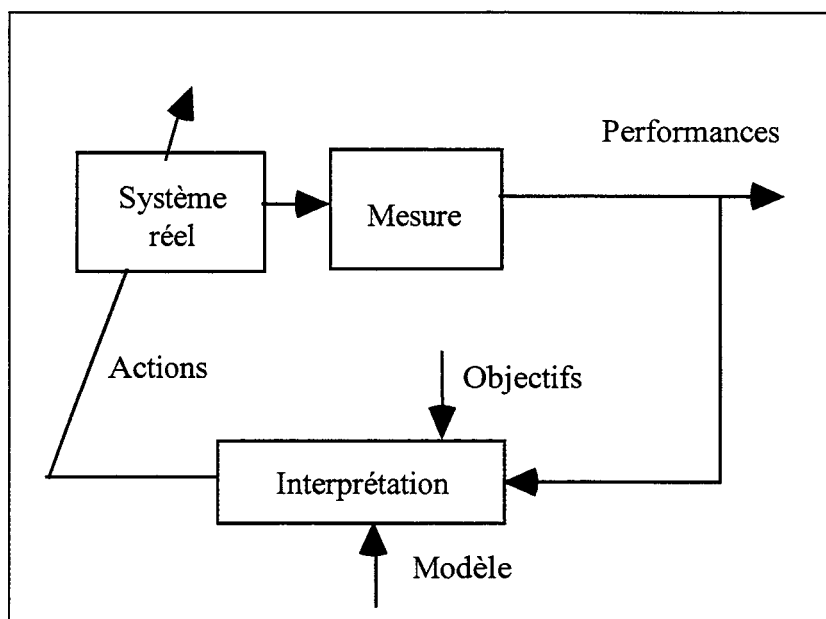 Performances
Système
réel
Mesure
Actions
Objectifs
Interprétation
Modèle